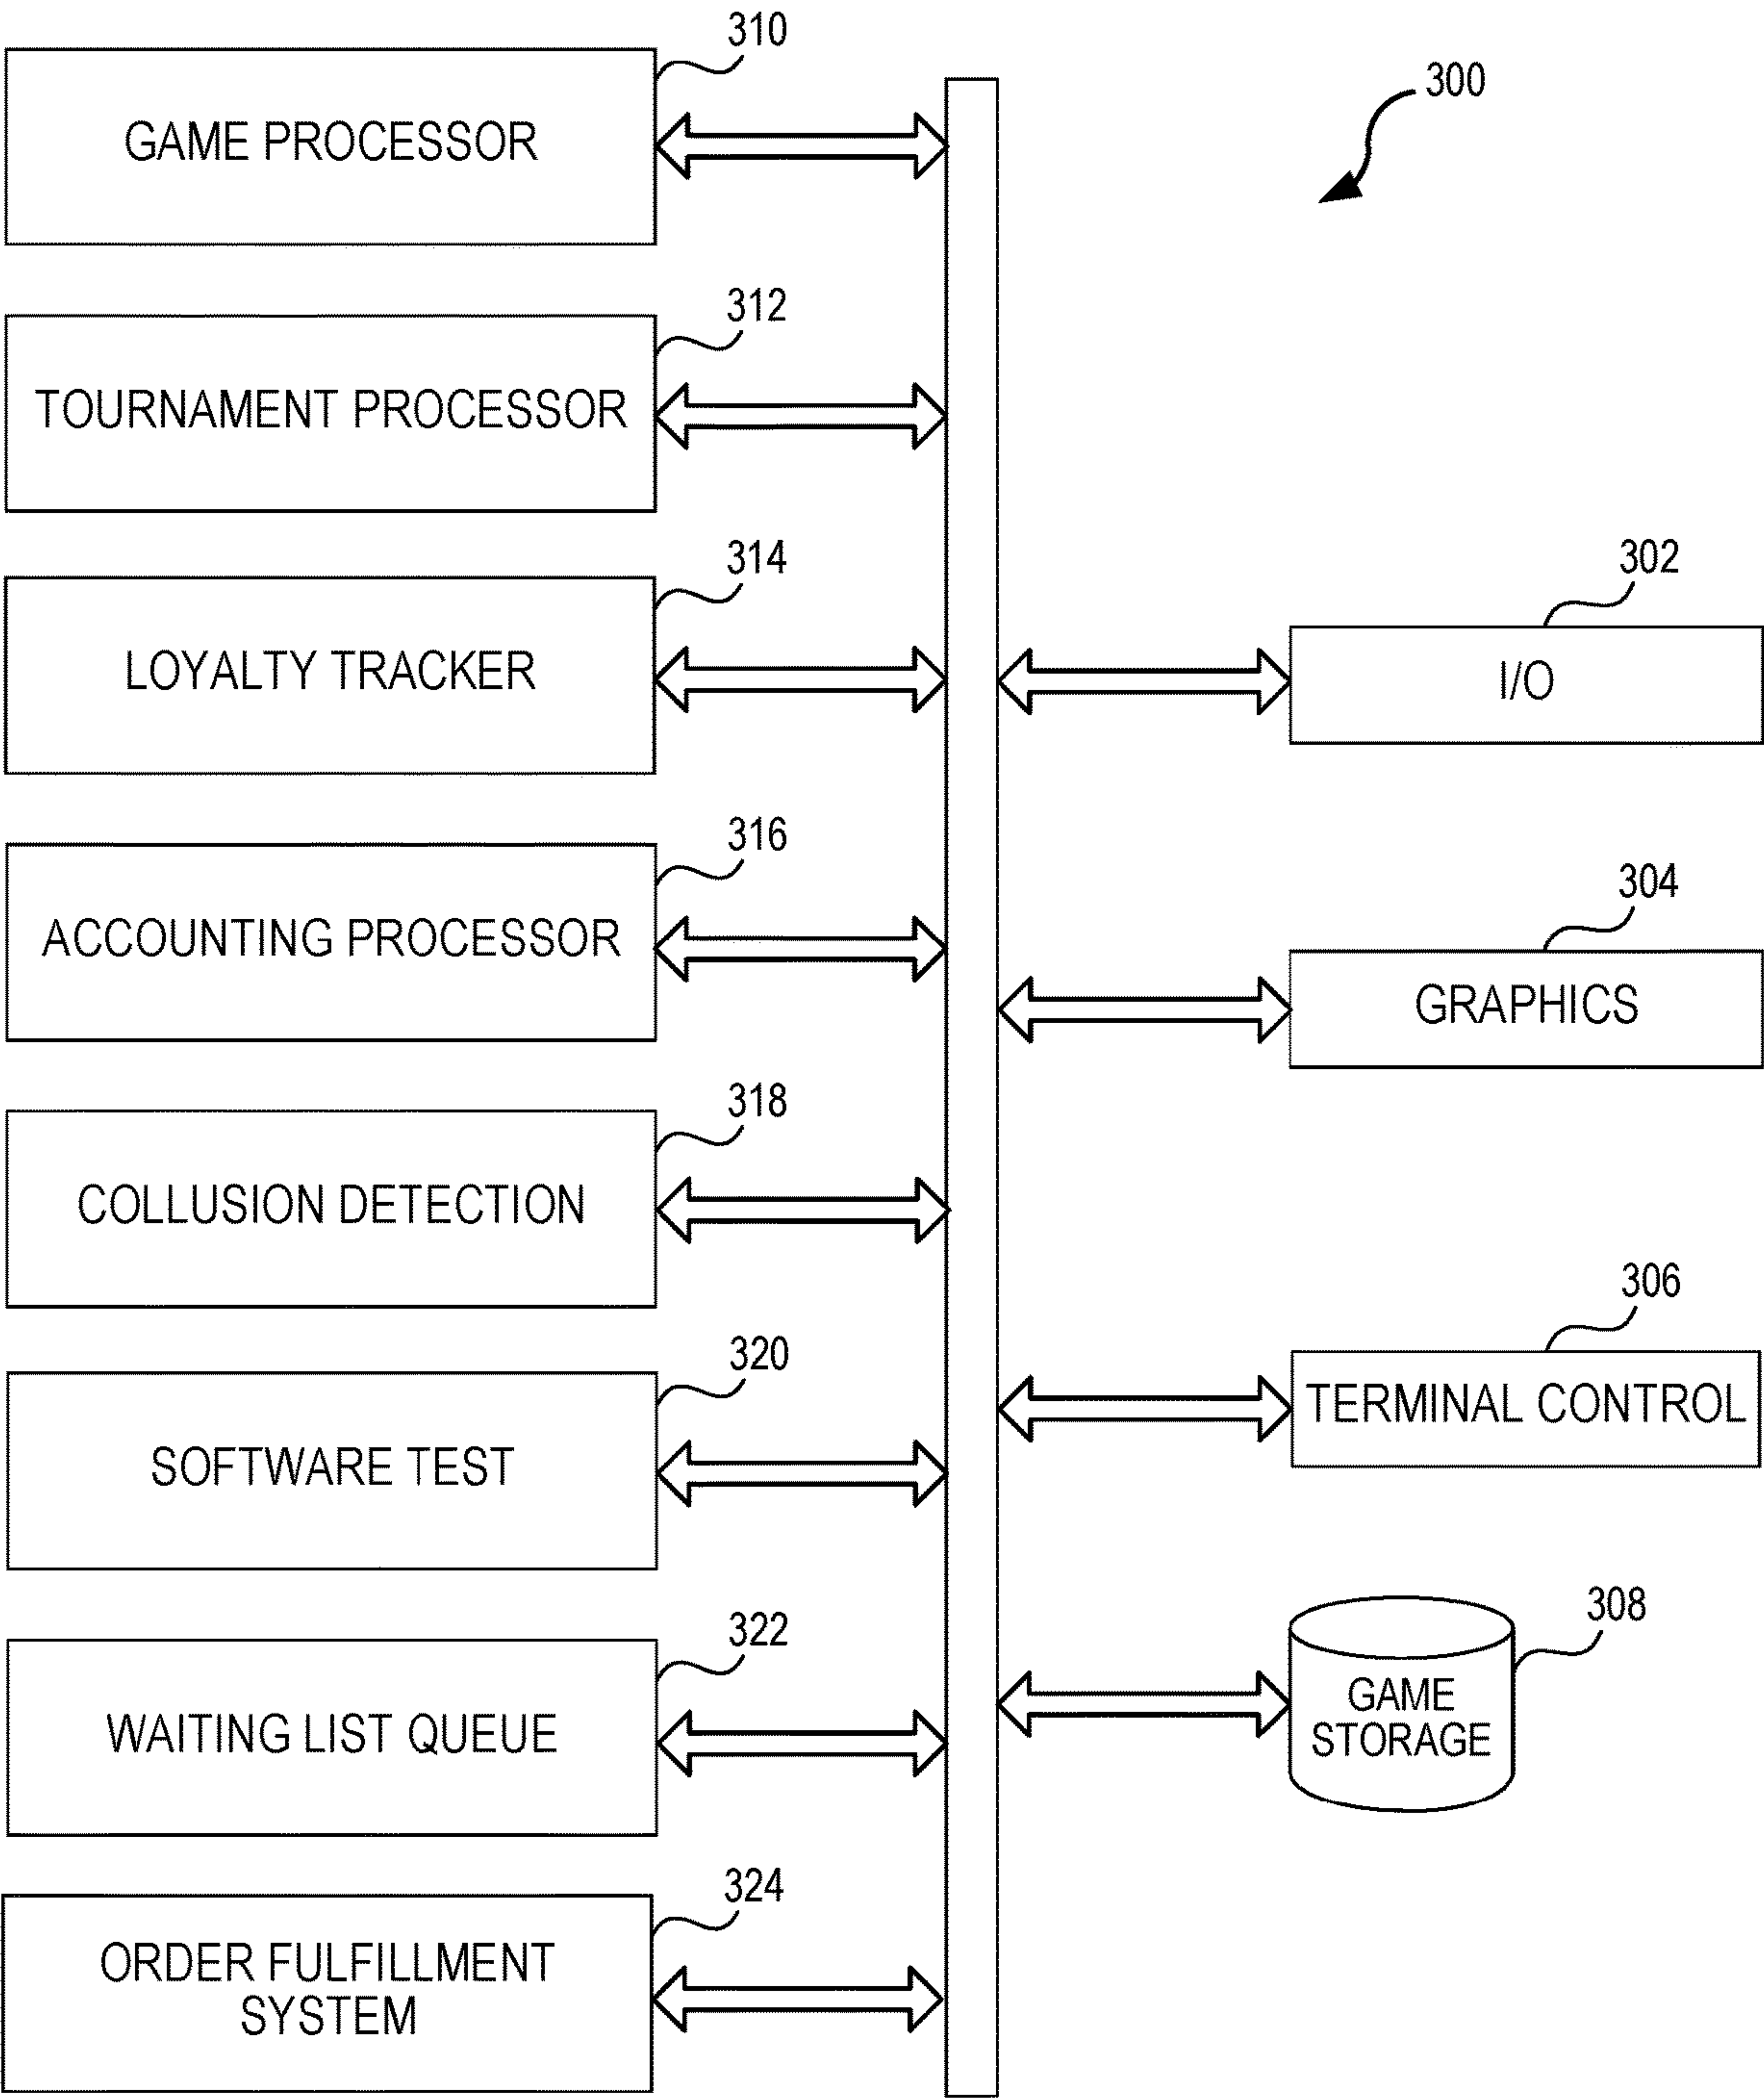 310
GAME PROCESSOR
300
312
TOURNAMENT PROCESSOR
314
LOYALTY TRACKER
302
I/O
316
ACCOUNTING PROCESSOR
304
GRAPHICS
318
COLLUSION DETECTION
306
TERMINAL CONTROL
320
SOFTWARE TEST
308
GAME
STORAGE
322
WAITING LIST QUEUE
324
ORDER FULFILLMENT
SYSTEM